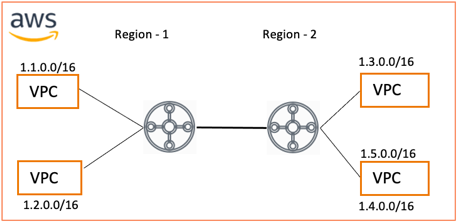 aws
Region - 1
Region - 2
1.1.0.0/16
VPC
VPC
1.2.0.0/16
1.3.0.0/16
VPC
1.5.0.0/16
VPC
1.4.0.0/16